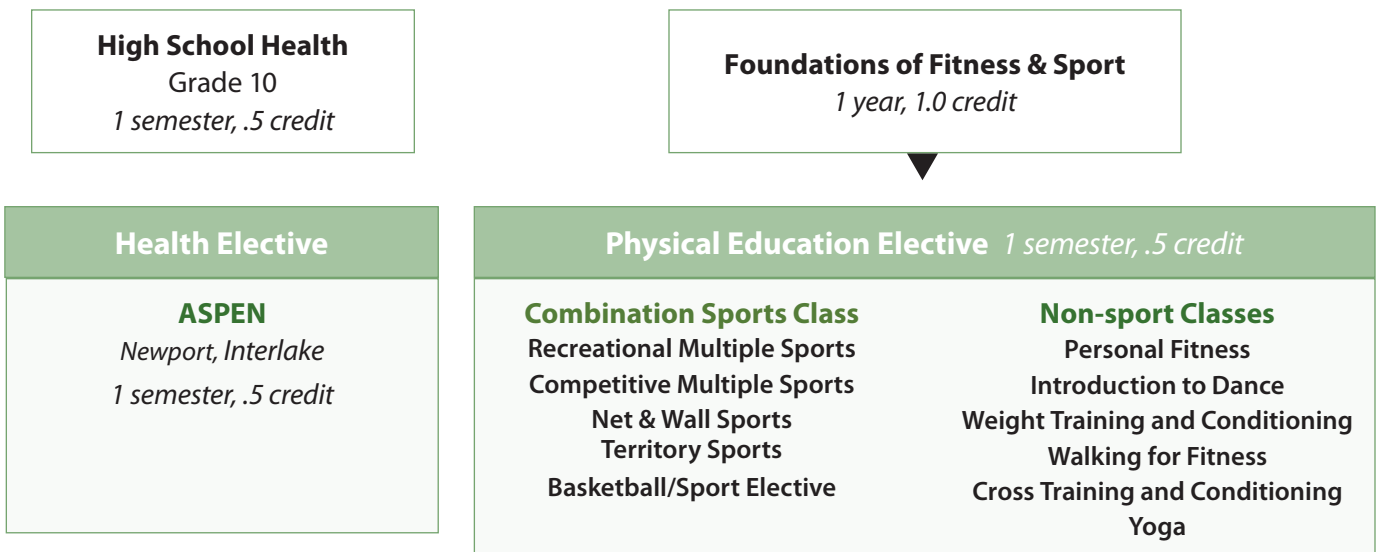 High School Health
Grade 10
1 semester, .5 credit
Foundations of Fitness & Sport
1 year, 1.0 credit
Health Elective
ASPEN
Newport, Interlake
1 semester, .5 credit
Physical Education Elective 1 semester, .5 credit
Combination Sports Class
Recreational Multiple Sports
Competitive Multiple Sports
Net & Wall Sports
Territory Sports
Basketball/Sport Elective
Non-sport Classes
Personal Fitness
Introduction to Dance
Weight Training and Conditioning
Walking for Fitness
Cross Training and Conditioning
Yoga